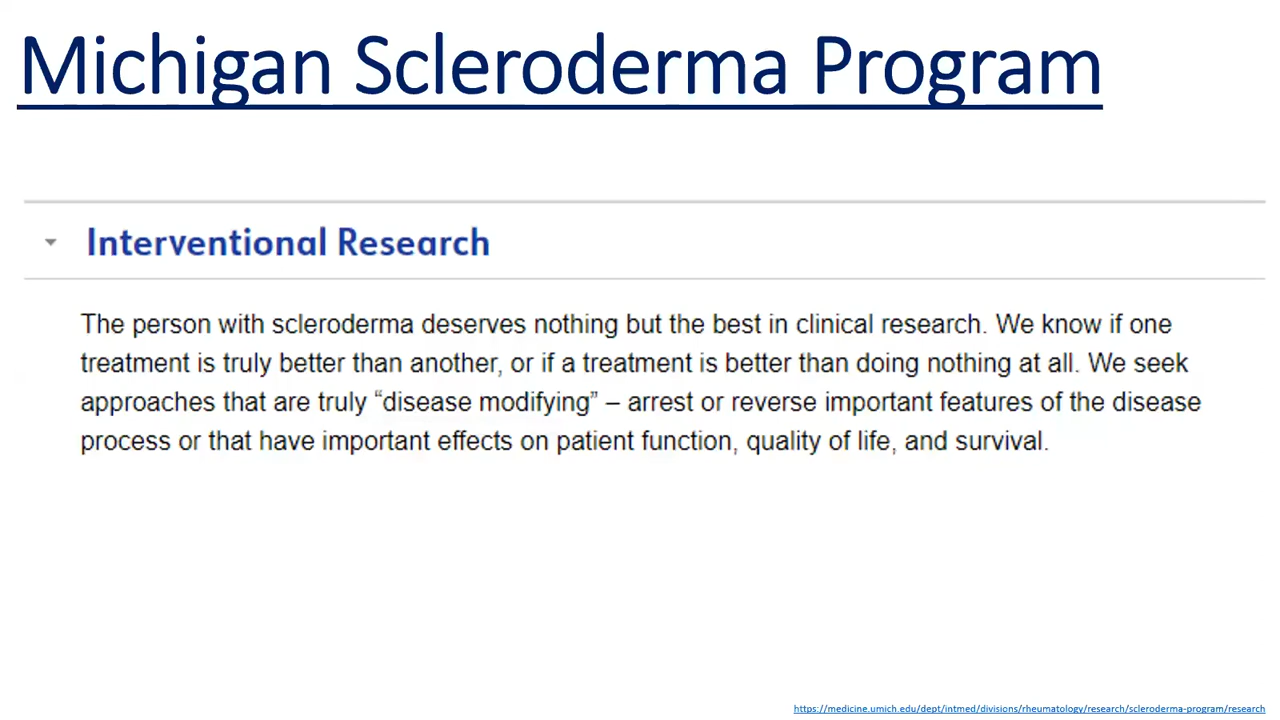 Michigan Scleroderma Program
Interventional Research
The person with scleroderma deserves nothing but the best in clinical research. We know if one
treatment is truly better than another, or if a treatment is better than doing nothing at all. We seek
approaches that are truly “disease modifying” – arrest or reverse important features of the disease
process or that have important effects on patient function, quality of life, and survival.
https://medicine.umich.edu/dept/intmed/divisions/rheumatology/research/scleroderma-program/research